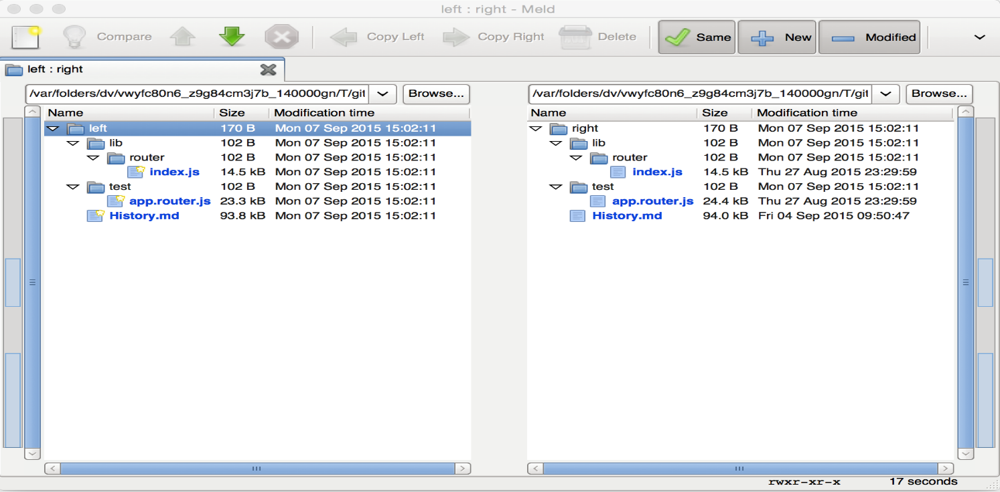 left : right - Meld
Compare Copy Left Copy Right Delete Same New Modified
left : right
/var/folders/dv/vwyfc80n6_z9g84cm3j7b_140000gn/T/git Browse... /var/folders/dv/vwyfc80n6_z9g84cm3j7b_140000gn/T/git Browse...
Name Size Modification time Name Size Modification time
left 170 B Mon 07 Sep 2015 15:02:11 right 170 B Mon 07 Sep 2015 15:02:11
lib 102 B Mon 07 Sep 2015 15:02:11 lib 102 B Mon 07 Sep 2015 15:02:11
router 102 B Mon 07 Sep 2015 15:02:11 router 102 B Mon 07 Sep 2015 15:02:11
index.js 14.5 kB Mon 07 Sep 2015 15:02:11 index.js 14.5 kB Thu 27 Aug 2015 23:29:59
test 102 B Mon 07 Sep 2015 15:02:11 test 102 B Mon 07 Sep 2015 15:02:11
app.router.js 23.3 kB Mon 07 Sep 2015 15:02:11 app.router.js 24.4 kB Thu 27 Aug 2015 23:29:59
History.md 93.8 kB Mon 07 Sep 2015 15:02:11 History.md 94.0 kB Fri 04 Sep 2015 09:50:47
rwxr-xr-x 17 seconds